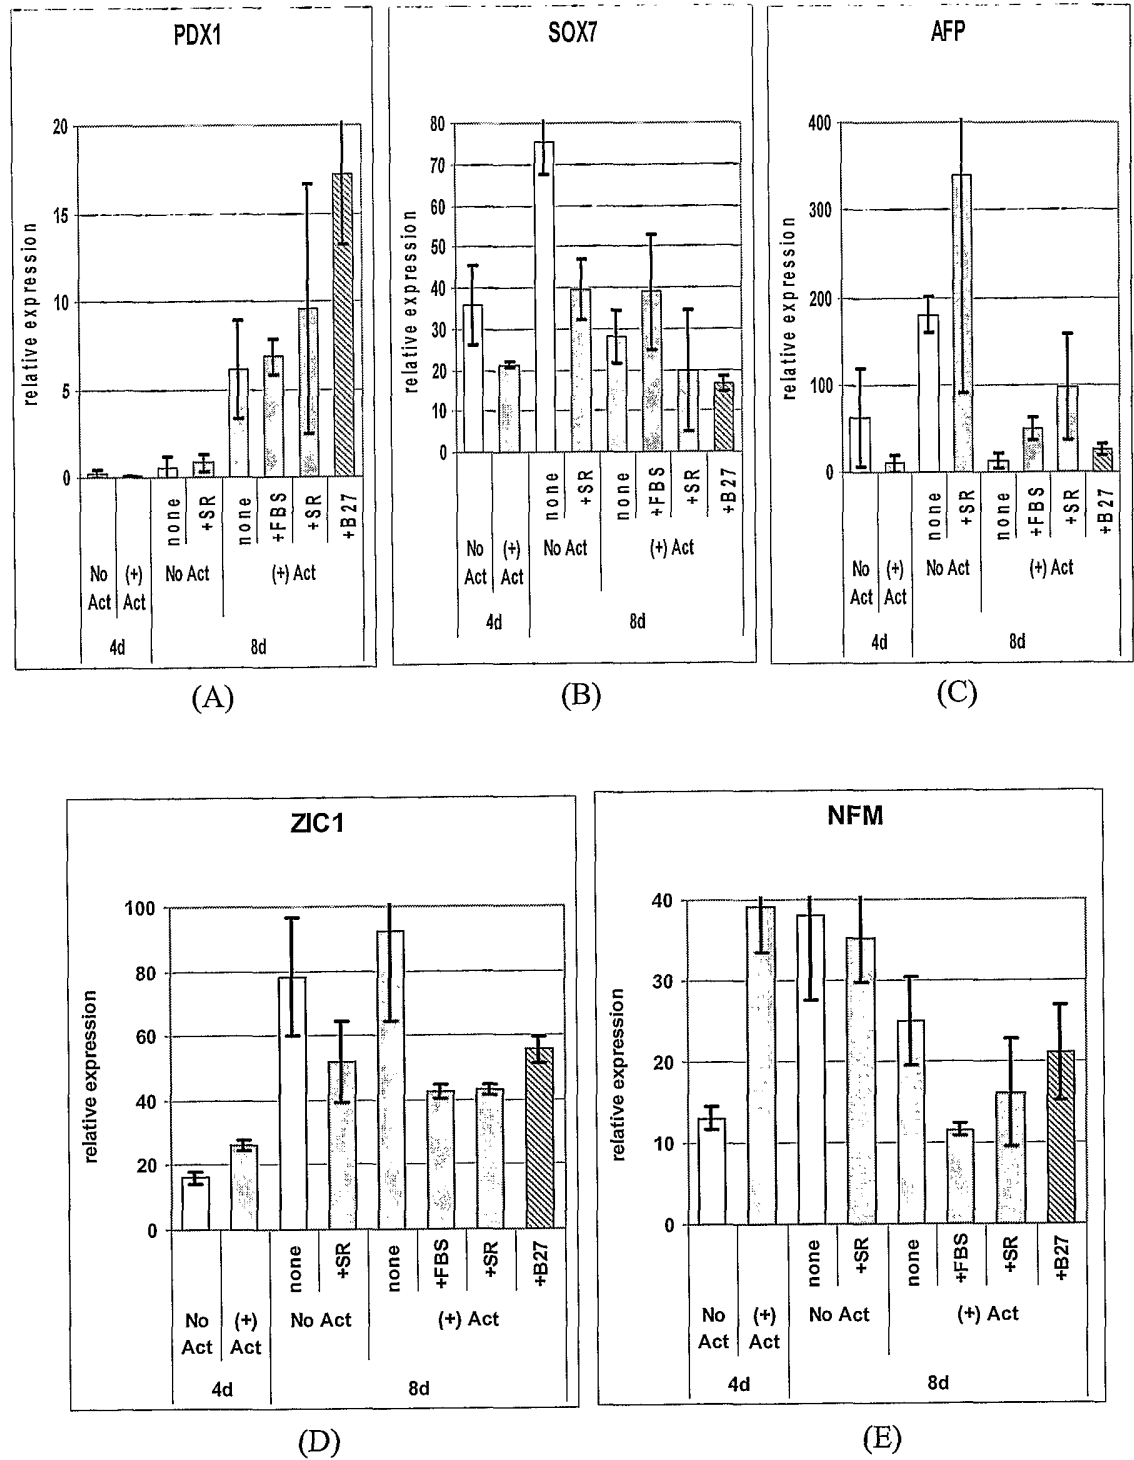 PDX1
20
15
10
5
0
relative expression
none
+SR
none
+FBS
+SR
+B27
No Act
(+) Act
No Act
(+) Act
4d
8d
(A)
SOX7
80
70
60
50
40
30
20
10
0
relative expression
none
+SR
none
+FBS
+SR
+B27
No Act
(+) Act
No Act
(+) Act
4d
8d
(B)
AFP
400
300
200
100
0
relative expression
none
+SR
none
+FBS
+SR
+B27
No Act
(+) Act
No Act
(+) Act
4d
8d
(C)
ZIC1
100
80
60
40
20
0
relative expression
none
+SR
none
+FBS
+SR
+B27
No Act
(+) Act
No Act
(+) Act
4d
8d
(D)
NFM
40
30
20
10
0
relative expression
none
+SR
none
+FBS
+SR
+B27
No Act
(+) Act
No Act
(+) Act
4d
8d
(E)